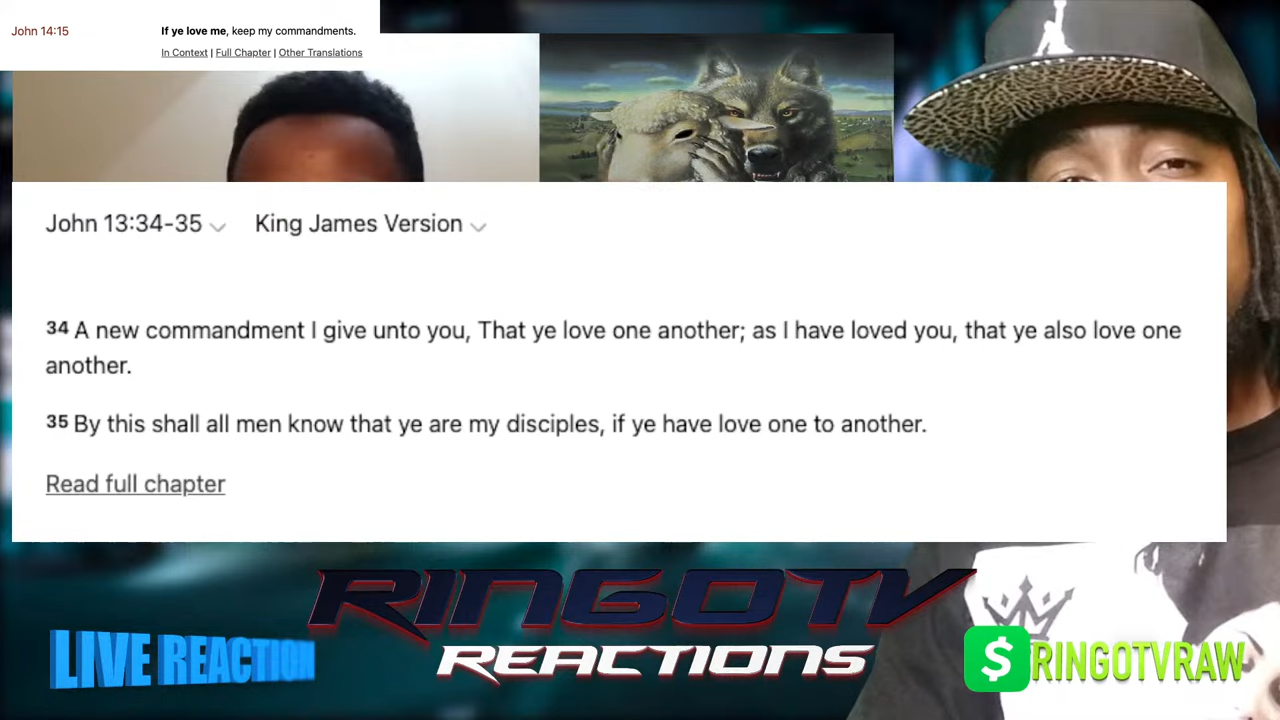 John 14:15 If ye love me, keep my commandments.
In Context | Full Chapter | Other Translations
John 13:34-35 King James Version
34 A new commandment I give unto you, That ye love one another; as I have loved you, that ye also love one
another.
35 By this shall all men know that ye are my disciples, if ye have love one to another.
Read full chapter
RINGOTV
REACTIONS
LIVE REACTION
$ RINGOTVRAW